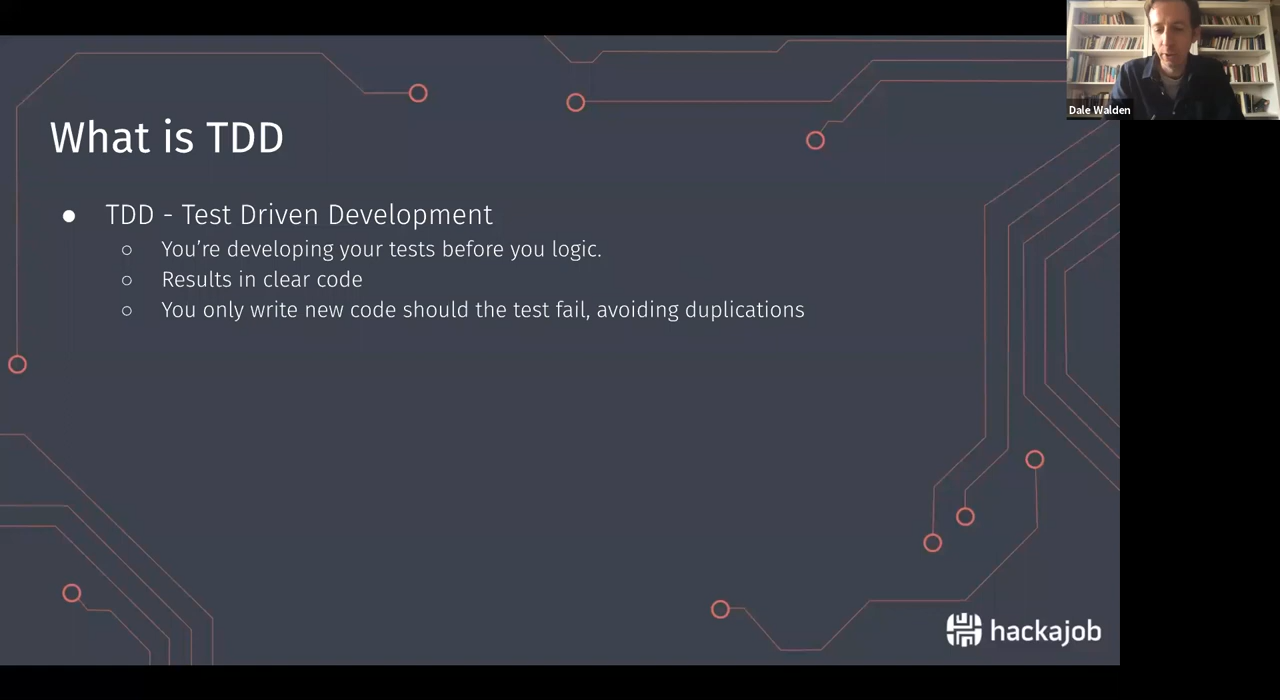 Dale Walden
What is TDD
● TDD - Test Driven Development
○ You’re developing your tests before you logic.
○ Results in clear code
○ You only write new code should the test fail, avoiding duplications
hackajob